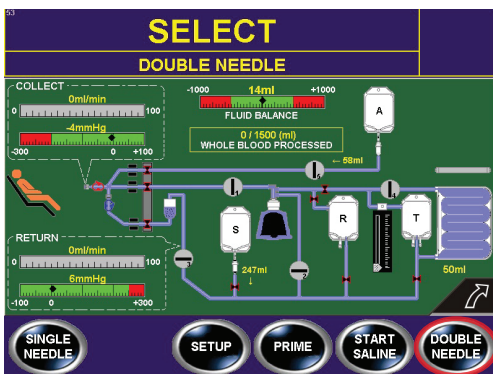 53
SELECT
DOUBLE NEEDLE
COLLECT
0ml/min
0 100
-4mmHg
-300 0 +100
14ml
-1000 +1000
FLUID BALANCE
0 / 1500 (ml)
WHOLE BLOOD PROCESSED
A
← 58ml
S
R
T
247ml
↓
50ml
RETURN
0ml/min
0 100
6mmHg
-100 0 +300
SINGLE
NEEDLE
SETUP
PRIME
START
SALINE
DOUBLE
NEEDLE